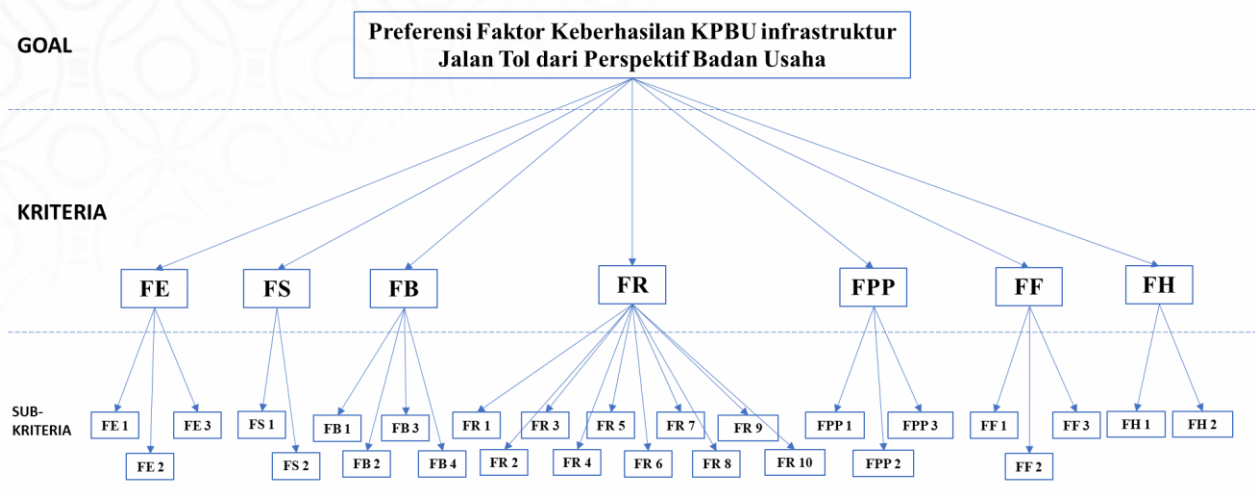 GOAL
Preferensi Faktor Keberhasilan KPBU infrastruktur
Jalan Tol dari Perspektif Badan Usaha
KRITERIA
FE
FS
FB
FR
FPP
FF
FH
SUB-
KRITERIA
FE 1
FE 2
FE 3
FS 1
FS 2
FB 1
FB 2
FB 3
FB 4
FR 1
FR 2
FR 3
FR 4
FR 5
FR 6
FR 7
FR 8
FR 9
FR 10
FPP 1
FPP 2
FPP 3
FF 1
FF 2
FF 3
FH 1
FH 2